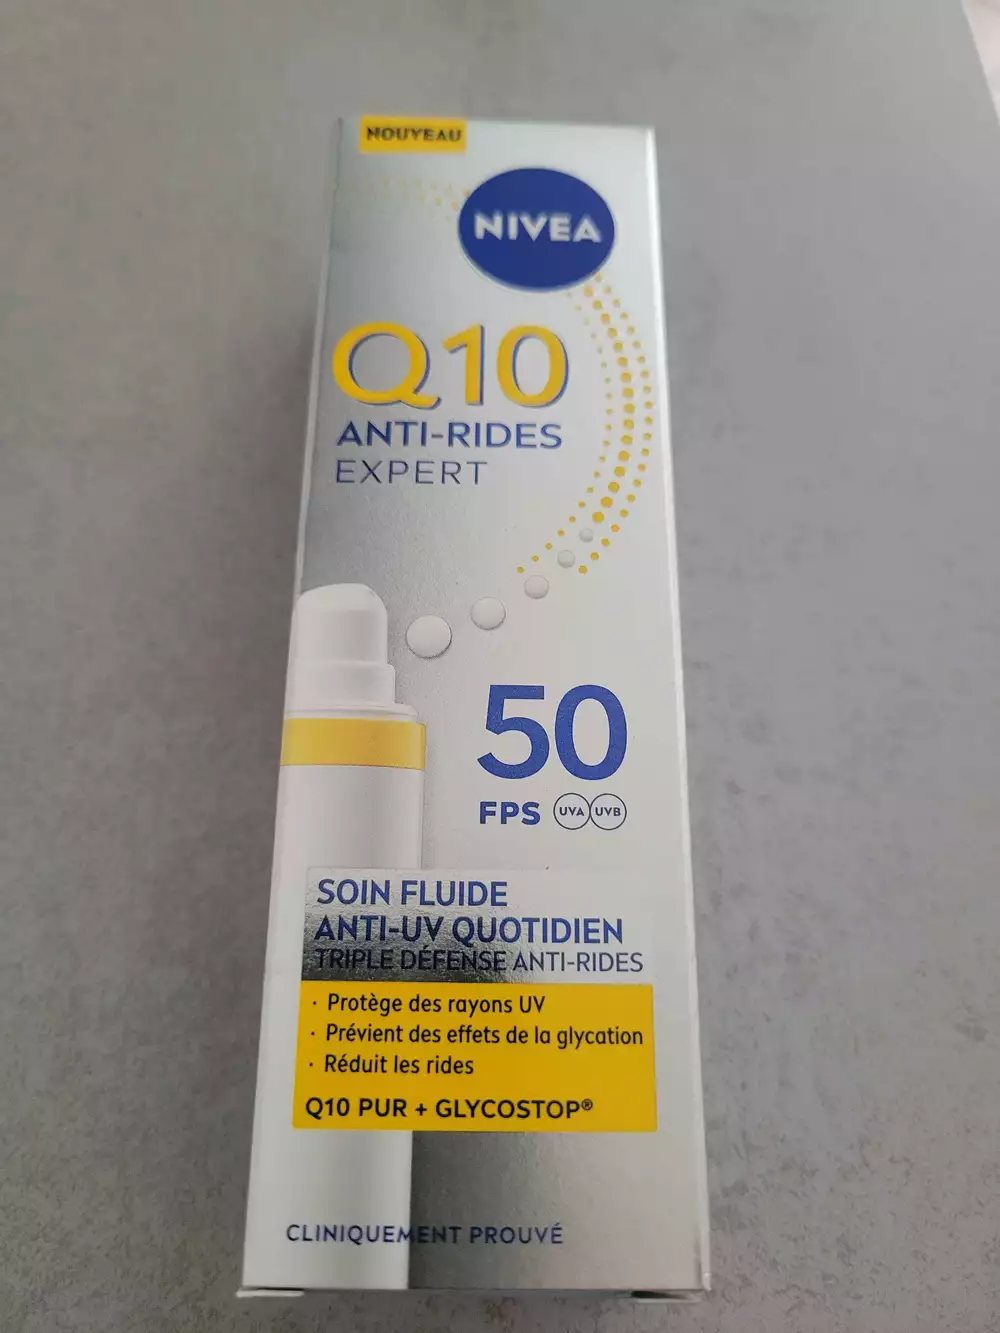 NOUVEAU
NIVEA
Q10
ANTI-RIDES
EXPERT
50
FPS UVA UVB
SOIN FLUIDE
ANTI-UV QUOTIDIEN
TRIPLE DÉFENSE ANTI-RIDES
· Protège des rayons UV
· Prévient des effets de la glycation
· Réduit les rides
Q10 PUR + GLYCOSTOP®
CLINIQUEMENT PROUVÉ